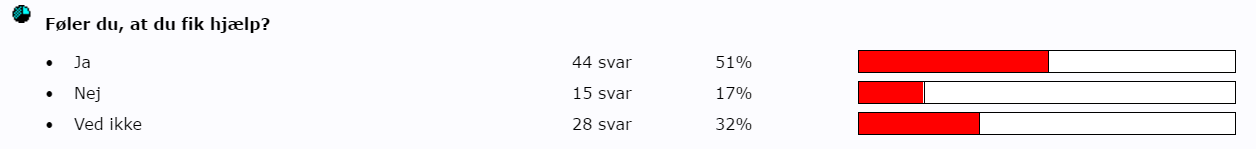 Føler du, at du fik hjælp?
• Ja 44 svar 51%
• Nej 15 svar 17%
• Ved ikke 28 svar 32%